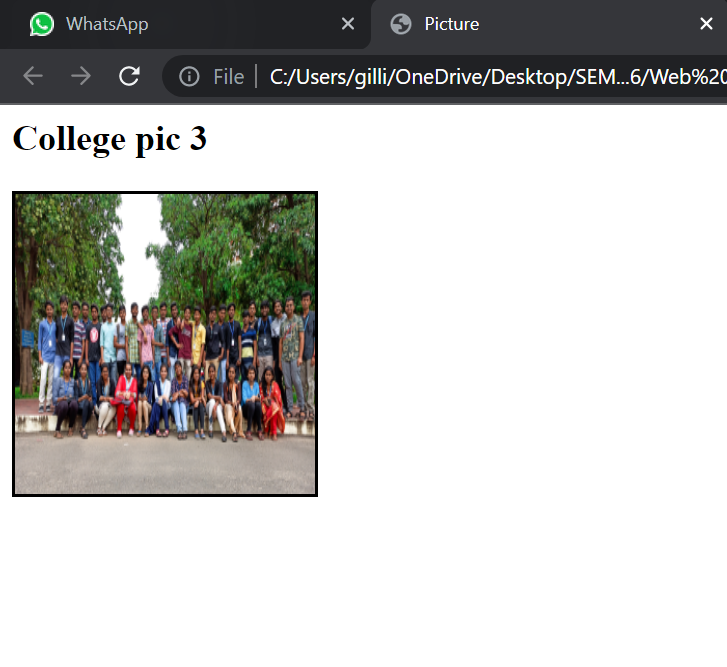 WhatsApp
Picture
File
C:/Users/gilli/OneDrive/Desktop/SEM...6/Web%20
College pic 3